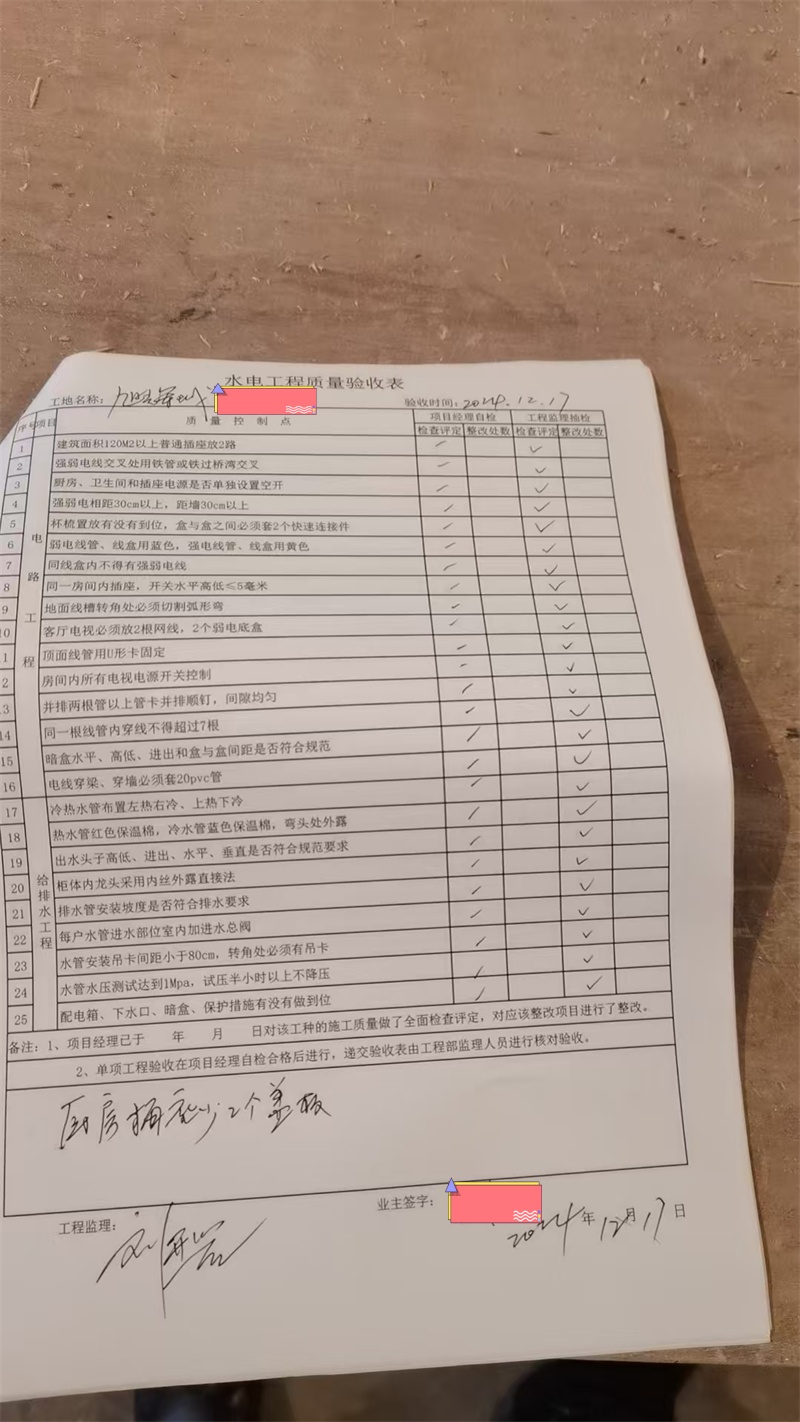 水电工程质量验收表
工地名称： 验收时间：2024.12.17
序号 项目 质量控制点 项目经理自检 工程监理抽检
检查评定 整改处数 检查评定 整改处数
电路工程
1 建筑面积120M2以上普通插座放2路 ✓ ✓
2 强弱电线交叉处用铁管或铁过桥湾交叉 ✓ ✓
3 厨房、卫生间和插座电源是否单独设置空开 ✓ ✓
4 强弱电相距30cm以上，距墙30cm以上 ✓ ✓
5 杯梳置放有没有到位，盒与盒之间必须套2个快速连接件 ✓ ✓
6 弱电线管、线盒用蓝色，强电线管、线盒用黄色 ✓ ✓
7 同线盒内不得有强弱电线 ✓ ✓
8 同一房间内插座，开关水平高低≤5毫米 ✓ ✓
9 地面线槽转角处必须切割弧形弯 ✓ ✓
10 客厅电视必须放2根网线，2个弱电底盒 ✓ ✓
1 顶面线管用U形卡固定 ✓ ✓
2 房间内所有电视电源开关控制 ✓ ✓
13 并排两根管以上管卡并排顺钉，间隙均匀 ✓ ✓
14 同一根线管内穿线不得超过7根 ✓ ✓
15 暗盒水平、高低、进出和盒与盒间距是否符合规范 ✓ ✓
16 电线穿梁、穿墙必须套20pvc管 ✓ ✓
给排水工程
17 冷热水管布置左热右冷、上热下冷 ✓ ✓
18 热水管红色保温棉，冷水管蓝色保温棉，弯头处外露 ✓ ✓
19 出水头子高低、进出、水平、垂直是否符合规范要求 ✓ ✓
20 柜体内龙头采用内丝外露直接法 ✓ ✓
21 排水管安装坡度是否符合排水要求 ✓ ✓
22 每户水管进水部位室内加进水总阀 ✓ ✓
23 水管安装吊卡间距小于80cm，转角处必须有吊卡 ✓ ✓
24 水管水压测试达到1Mpa，试压半小时以上不降压 ✓ ✓
25 配电箱、下水口、暗盒、保护措施有没有做到位 ✓ ✓
备注：1、项目经理已于 年 月 日对该工种的施工质量做了全面检查评定，对应该整改项目进行了整改。
2、单项工程验收在项目经理自检合格后进行，递交验收表由工程部监理人员进行核对验收。
厨房插座少2个盖板
工程监理： 业主签字：
2024年12月17日